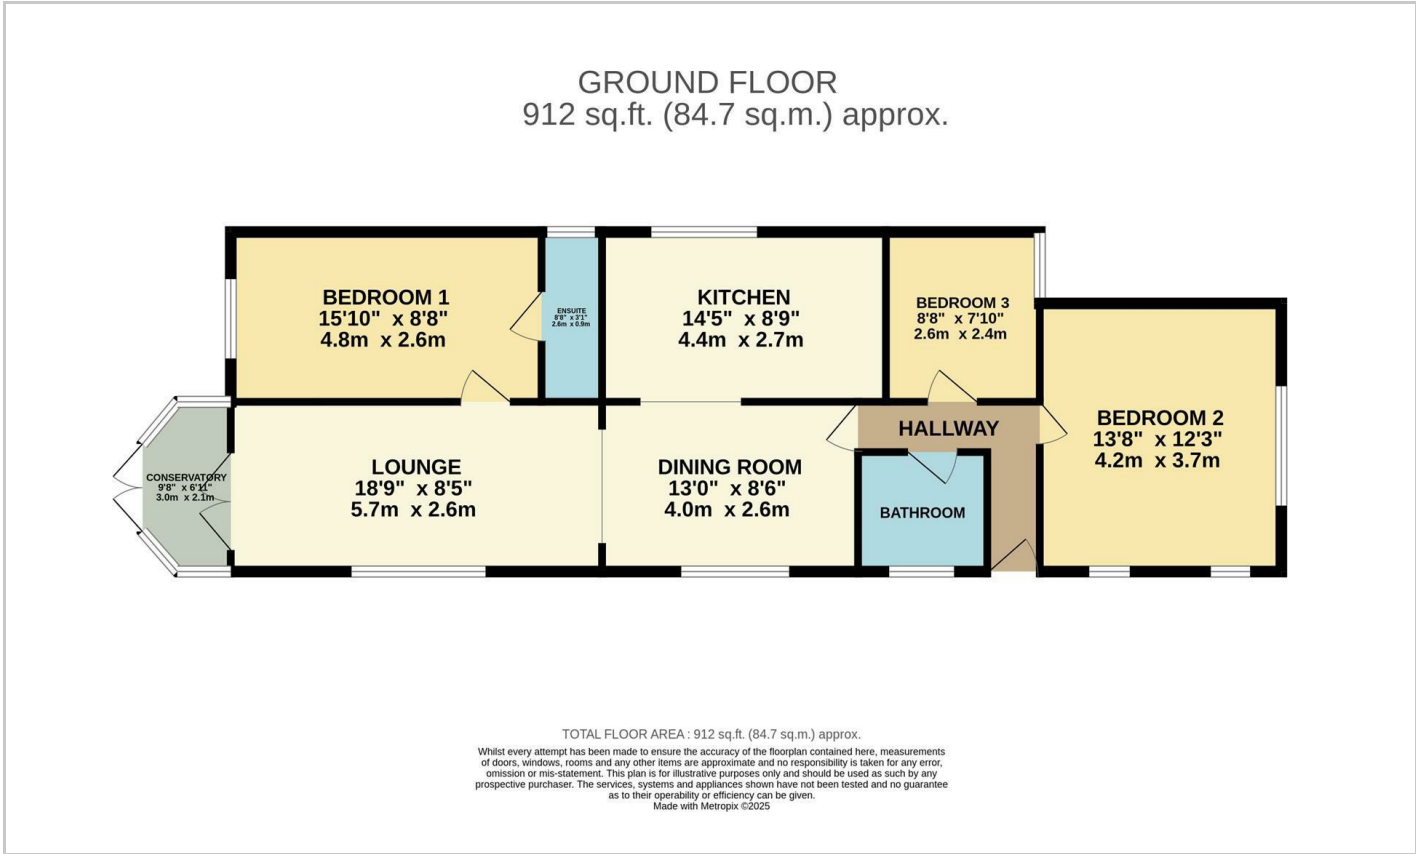 GROUND FLOOR
912 sq.ft. (84.7 sq.m.) approx.
BEDROOM 1
15'10" x 8'8"
4.8m x 2.6m
ENSUITE
8'8" x 3'1"
2.6m x 0.9m
KITCHEN
14'5" x 8'9"
4.4m x 2.7m
BEDROOM 3
8'8" x 7'10"
2.6m x 2.4m
BEDROOM 2
13'8" x 12'3"
4.2m x 3.7m
HALLWAY
CONSERVATORY
9'8" x 6'11"
3.0m x 2.1m
LOUNGE
18'9" x 8'5"
5.7m x 2.6m
DINING ROOM
13'0" x 8'6"
4.0m x 2.6m
BATHROOM
TOTAL FLOOR AREA : 912 sq.ft. (84.7 sq.m.) approx.
Whilst every attempt has been made to ensure the accuracy of the floorplan contained here, measurements
of doors, windows, rooms and any other items are approximate and no responsibility is taken for any error,
omission or mis-statement. This plan is for illustrative purposes only and should be used as such by any
prospective purchaser. The services, systems and appliances shown have not been tested and no guarantee
as to their operability or efficiency can be given.
Made with Metropix ©2025